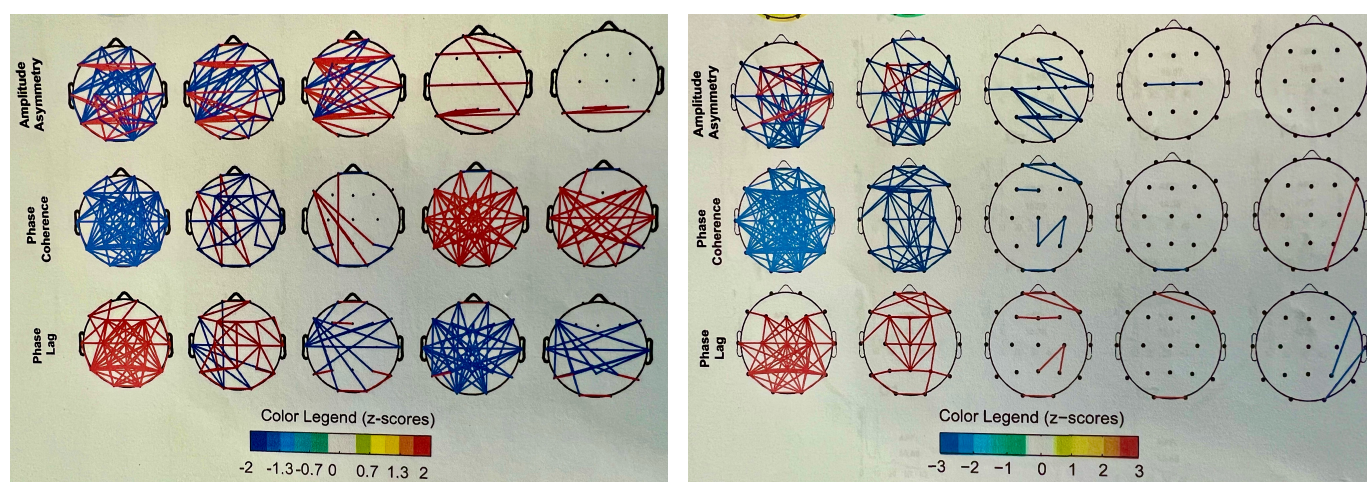 Amplitude
Asymmetry
Phase
Coherence
Phase
Lag
Color Legend (z-scores)
-2 -1.3 -0.7 0 0.7 1.3 2
Amplitude
Asymmetry
Phase
Coherence
Phase
Lag
Color Legend (z−scores)
−3 −2 −1 0 1 2 3